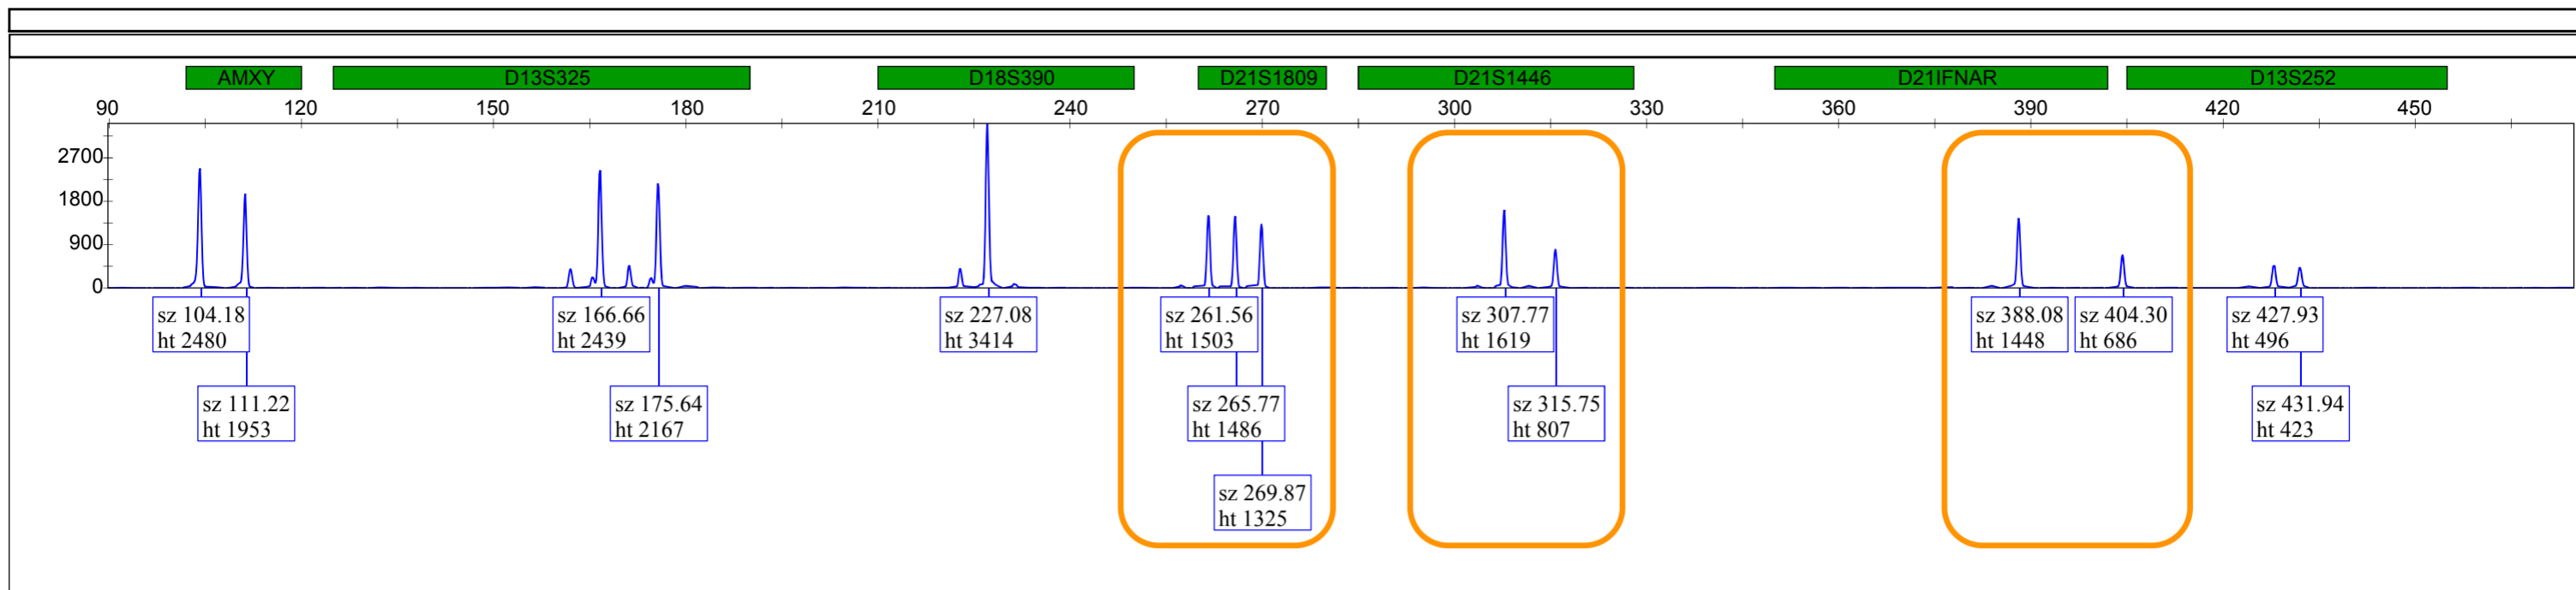 AMXY D13S325 D18S390 D21S1809 D21S1446 D21IFNAR D13S252
90 120 150 180 210 240 270 300 330 360 390 420 450
2700
1800
900
0
sz 104.18
ht 2480
sz 166.66
ht 2439
sz 227.08
ht 3414
sz 261.56
ht 1503
sz 307.77
ht 1619
sz 388.08
ht 1448
sz 404.30
ht 686
sz 427.93
ht 496
sz 111.22
ht 1953
sz 175.64
ht 2167
sz 265.77
ht 1486
sz 315.75
ht 807
sz 431.94
ht 423
sz 269.87
ht 1325